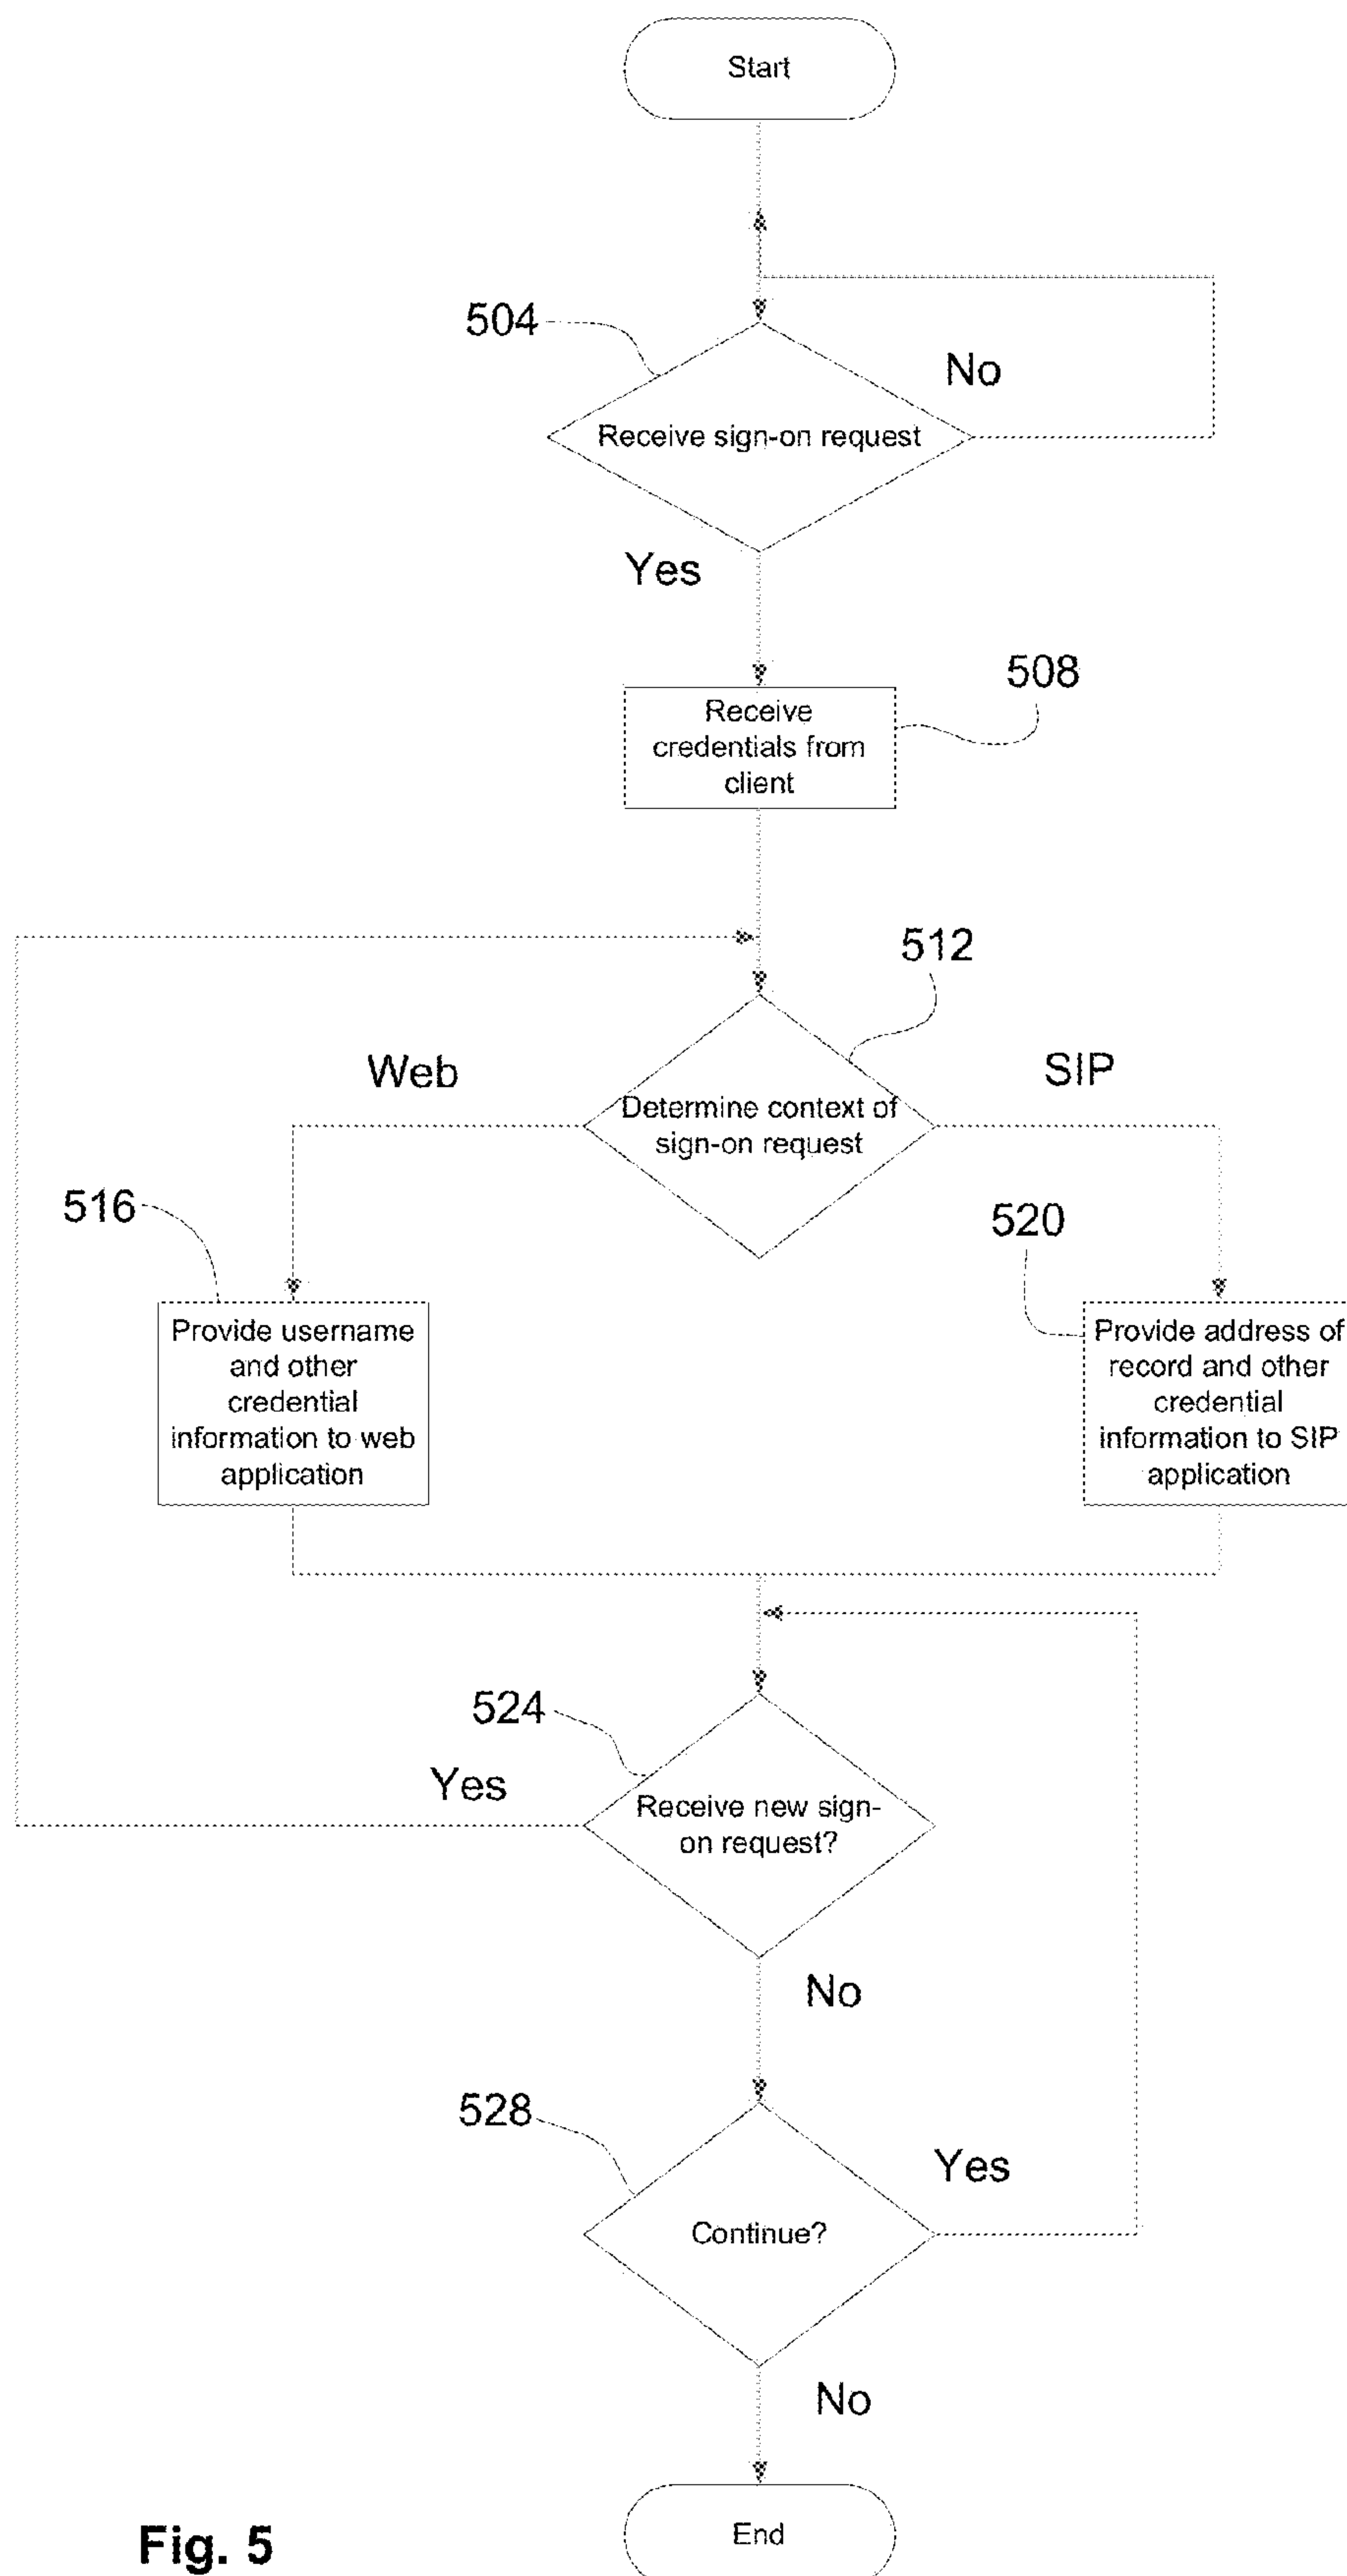 Start
504
No
Receive sign-on request
Yes
508
Receive
credentials from
client
512
Web
SIP
Determine context of
sign-on request
516
520
Provide username
and other
credential
information to web
application
Provide address of
record and other
credential
information to SIP
application
524
Yes
Receive new sign-
on request?
No
528
Yes
Continue?
No
End
Fig. 5